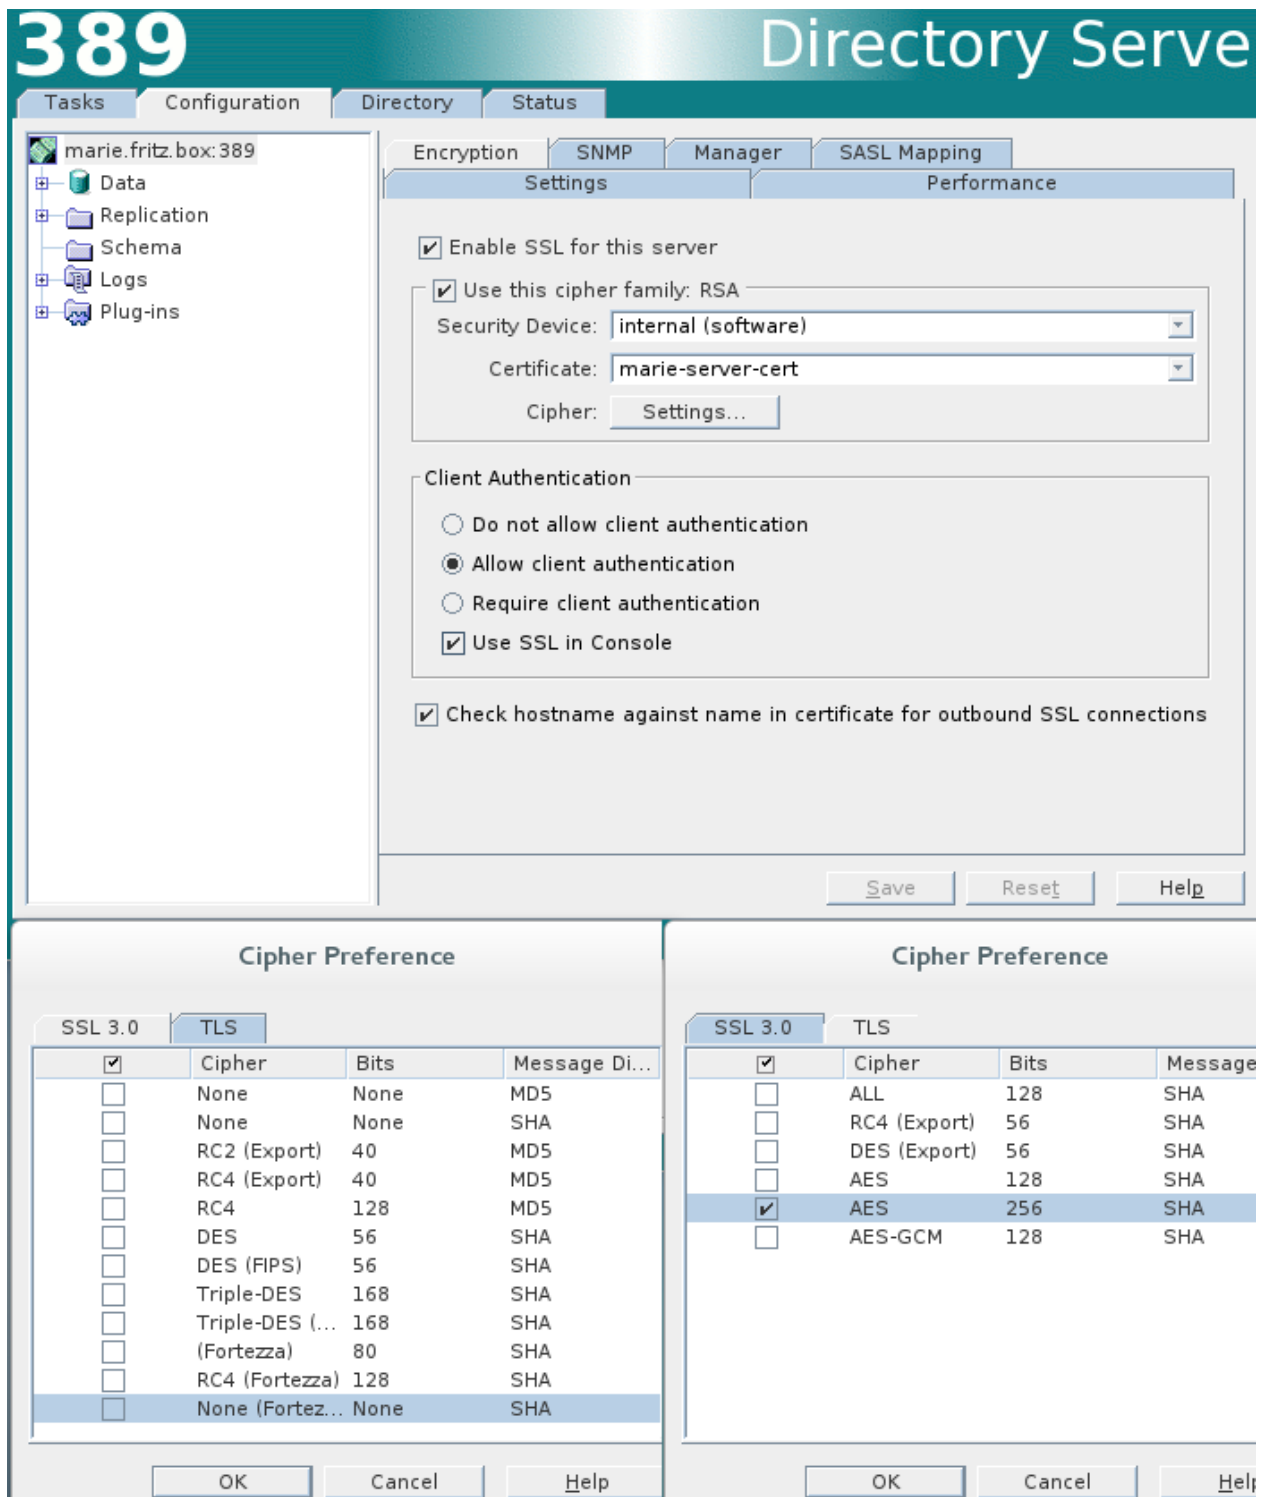 389 Directory Serve
Tasks Configuration Directory Status
marie.fritz.box:389
Data
Replication
Schema
Logs
Plug-ins
Encryption SNMP Manager SASL Mapping
Settings Performance
Enable SSL for this server
Use this cipher family: RSA
Security Device: internal (software)
Certificate: marie-server-cert
Cipher: Settings...
Client Authentication
Do not allow client authentication
Allow client authentication
Require client authentication
Use SSL in Console
Check hostname against name in certificate for outbound SSL connections
Save Reset Help
Cipher Preference
SSL 3.0 TLS
Cipher Bits Message Di...
None None MD5
None None SHA
RC2 (Export) 40 MD5
RC4 (Export) 40 MD5
RC4 128 MD5
DES 56 SHA
DES (FIPS) 56 SHA
Triple-DES 168 SHA
Triple-DES (... 168 SHA
(Fortezza) 80 SHA
RC4 (Fortezza) 128 SHA
None (Fortez... None SHA
OK Cancel Help
Cipher Preference
SSL 3.0 TLS
Cipher Bits Message
ALL 128 SHA
RC4 (Export) 56 SHA
DES (Export) 56 SHA
AES 128 SHA
AES 256 SHA
AES-GCM 128 SHA
OK Cancel Help